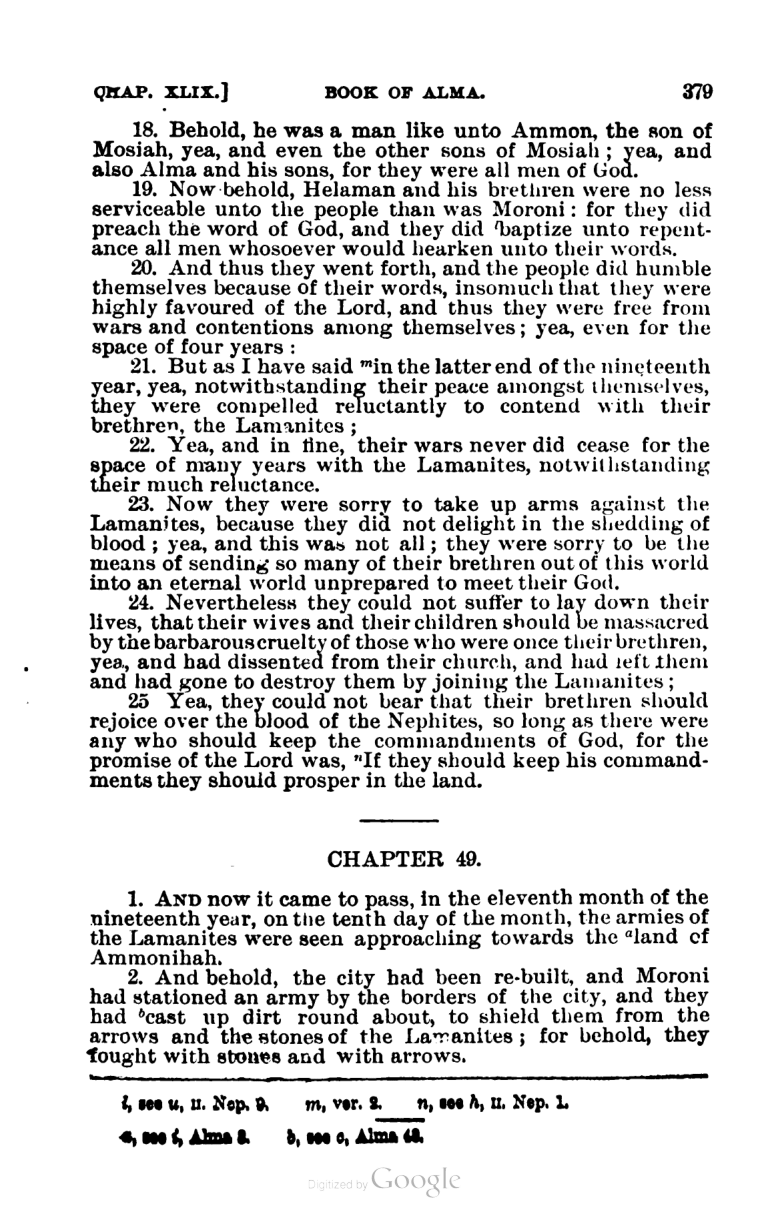 CHAP. XLIX.] BOOK OF ALMA. 379
18. Behold, he was a man like unto Ammon, the son of
Mosiah, yea, and even the other sons of Mosiah; yea, and
also Alma and his sons, for they were all men of God.
19. Now behold, Helaman and his brethren were no less
serviceable unto the people than was Moroni: for they did
preach the word of God, and they did lbaptize unto repent-
ance all men whosoever would hearken unto their words.
20. And thus they went forth, and the people did humble
themselves because of their words, insomuch that they were
highly favoured of the Lord, and thus they were free from
wars and contentions among themselves; yea, even for the
space of four years:
21. But as I have said min the latter end of the nineteenth
year, yea, notwithstanding their peace amongst themselves,
they were compelled reluctantly to contend with their
brethren, the Lamanites;
22. Yea, and in fine, their wars never did cease for the
space of many years with the Lamanites, notwithstanding
their much reluctance.
23. Now they were sorry to take up arms against the
Lamanites, because they did not delight in the shedding of
blood; yea, and this was not all; they were sorry to be the
means of sending so many of their brethren out of this world
into an eternal world unprepared to meet their God.
24. Nevertheless they could not suffer to lay down their
lives, that their wives and their children should be massacred
by the barbarous cruelty of those who were once their brethren,
yea, and had dissented from their church, and had left them
and had gone to destroy them by joining the Lamanites;
25 Yea, they could not bear that their brethren should
rejoice over the blood of the Nephites, so long as there were
any who should keep the commandments of God, for the
promise of the Lord was, nIf they should keep his command-
ments they should prosper in the land.
CHAPTER 49.
1. AND now it came to pass, in the eleventh month of the
nineteenth year, on the tenth day of the month, the armies of
the Lamanites were seen approaching towards the aland of
Ammonihah.
2. And behold, the city had been re-built, and Moroni
had stationed an army by the borders of the city, and they
had bcast up dirt round about, to shield them from the
arrows and the stones of the Lamanites; for behold, they
fought with stones and with arrows.
l, see u, II. Nep. 9. m, ver. 2. n, see h, II. Nep. 1.
a, see i, Alma 8. b, see c, Alma 48.
Digitized by Google